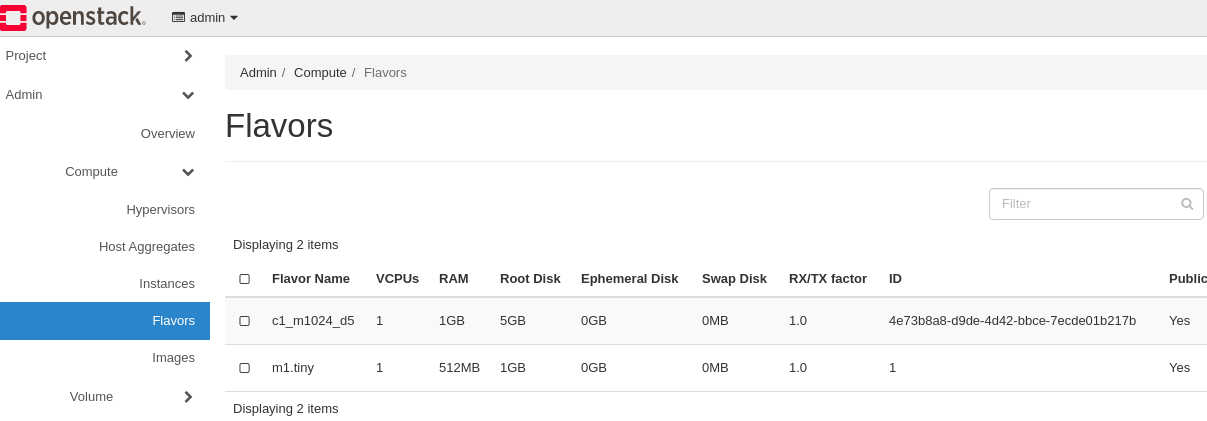 openstack. admin
Project
Admin
Overview
Compute
Hypervisors
Host Aggregates
Instances
Flavors
Images
Volume
Admin / Compute / Flavors
Flavors
Filter
Displaying 2 items
Flavor Name VCPUs RAM Root Disk Ephemeral Disk Swap Disk RX/TX factor ID Public
c1_m1024_d5 1 1GB 5GB 0GB 0MB 1.0 4e73b8a8-d9de-4d42-bbce-7ecde01b217b Yes
m1.tiny 1 512MB 1GB 0GB 0MB 1.0 1 Yes
Displaying 2 items